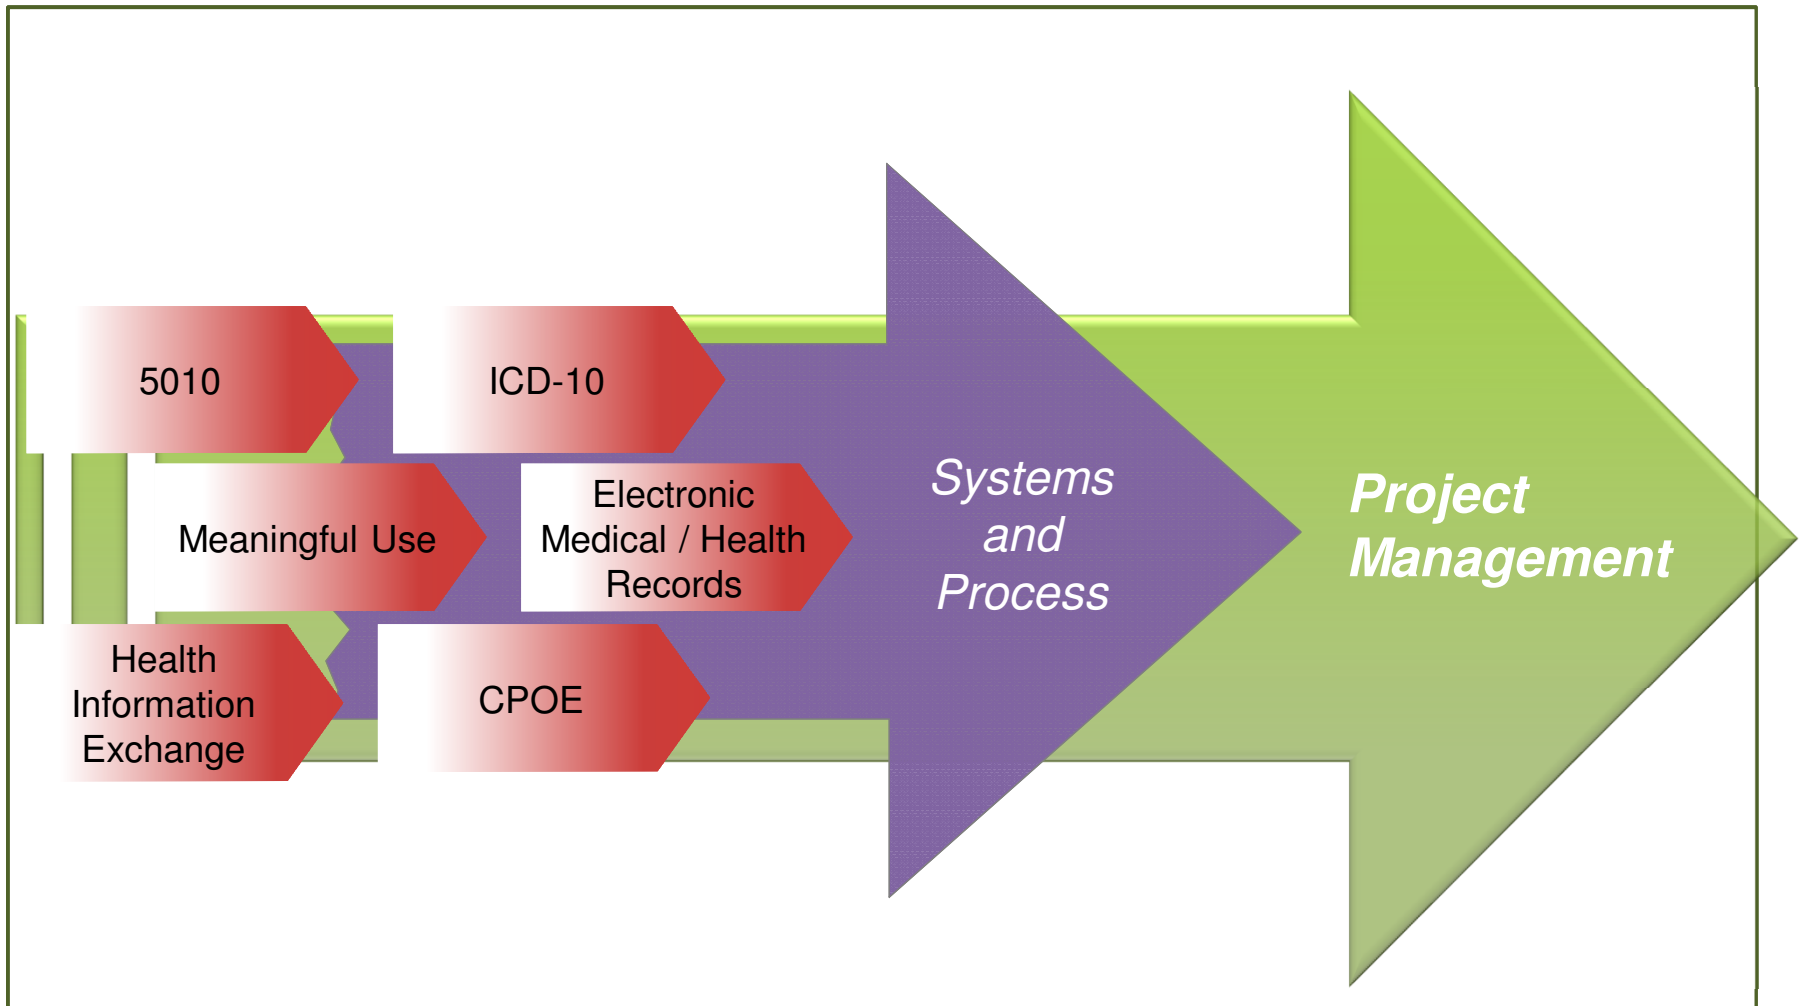 5010
ICD-10
Meaningful Use
Electronic
Medical / Health
Records
Health
Information
Exchange
CPOE
Systems
and
Process
Project
Management